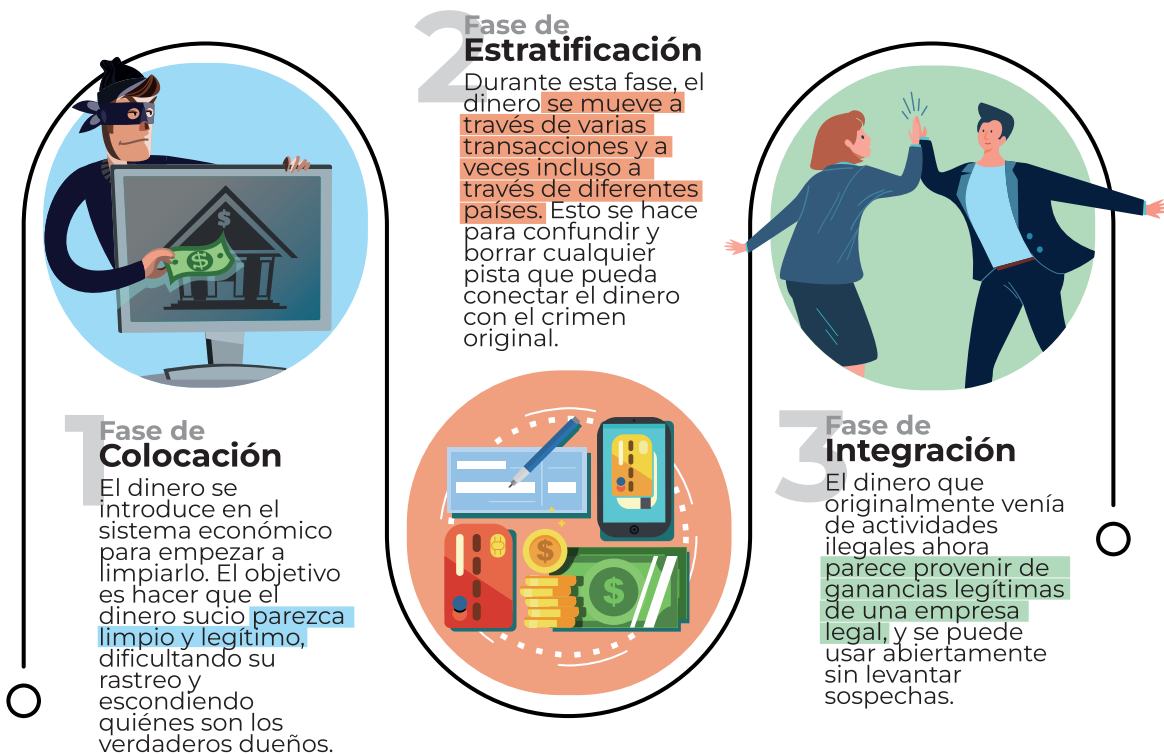 1
Fase de
Colocación
El dinero se
introduce en el
sistema económico
para empezar a
limpiarlo. El objetivo
es hacer que el
dinero sucio parezca
limpio y legítimo,
dificultando su
rastreo y
escondiendo
quiénes son los
verdaderos dueños.
2
Fase de
Estratificación
Durante esta fase, el
dinero se mueve a
través de varias
transacciones y a
veces incluso a
través de diferentes
países. Esto se hace
para confundir y
borrar cualquier
pista que pueda
conectar el dinero
con el crimen
original.
3
Fase de
Integración
El dinero que
originalmente venía
de actividades
ilegales ahora
parece provenir de
ganancias legítimas
de una empresa
legal, y se puede
usar abiertamente
sin levantar
sospechas.